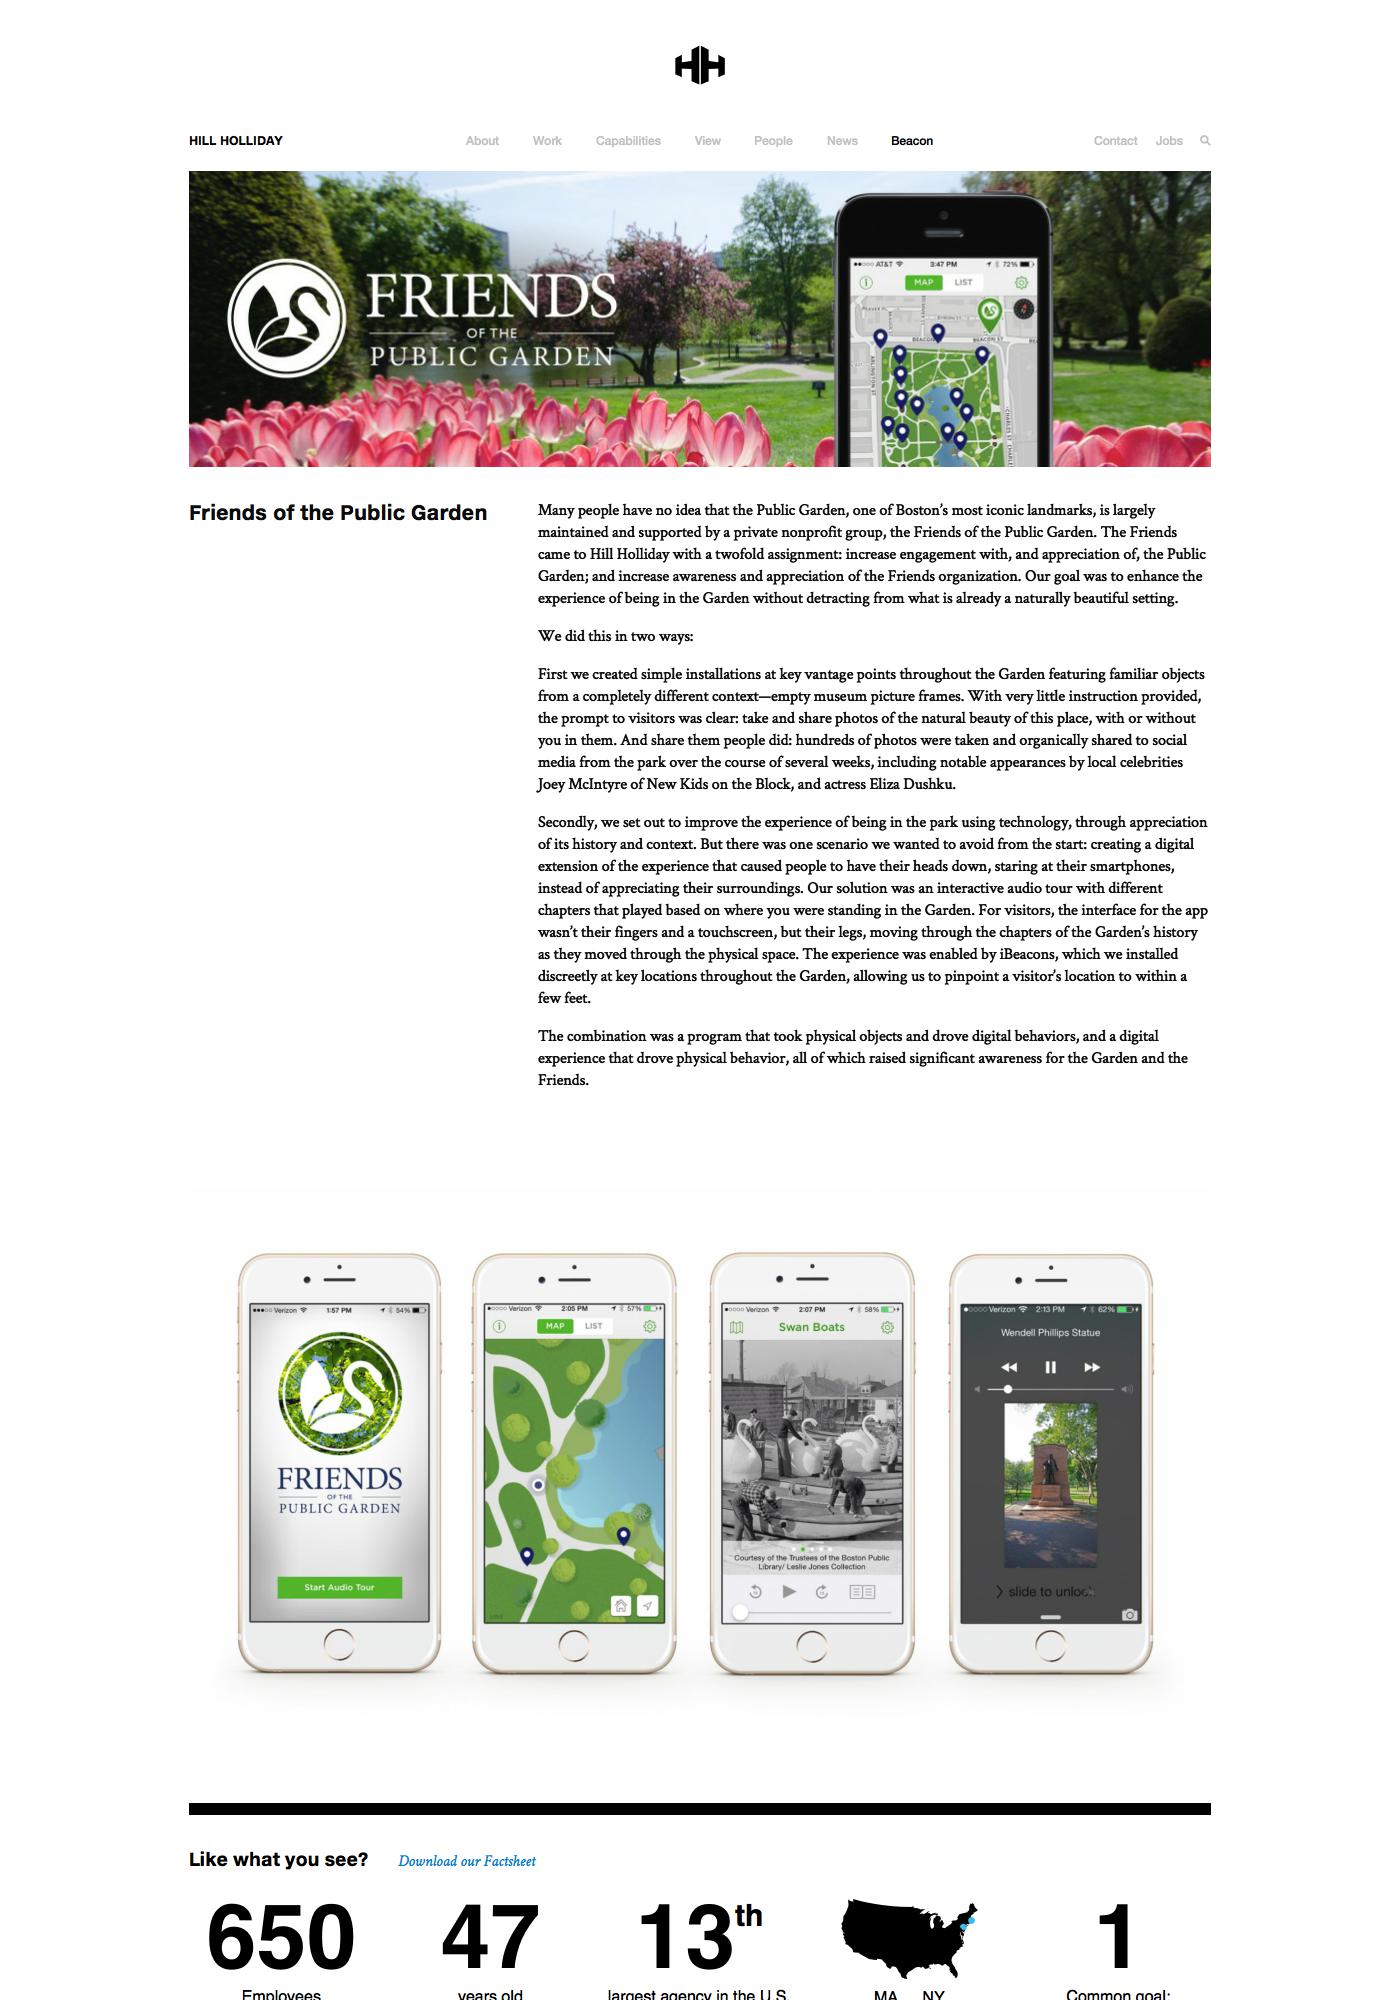 HH
HILL HOLLIDAY About Work Capabilities View People News Beacon Contact Jobs
FRIENDS
OF THE
PUBLIC GARDEN
AT&T 3:47 PM 72%
MAP LIST
BEACON ST
ARLINGTON ST
CHARLES ST
Friends of the Public Garden
Many people have no idea that the Public Garden, one of Boston’s most iconic landmarks, is largely
maintained and supported by a private nonprofit group, the Friends of the Public Garden. The Friends
came to Hill Holliday with a twofold assignment: increase engagement with, and appreciation of, the Public
Garden; and increase awareness and appreciation of the Friends organization. Our goal was to enhance the
experience of being in the Garden without detracting from what is already a naturally beautiful setting.
We did this in two ways:
First we created simple installations at key vantage points throughout the Garden featuring familiar objects
from a completely different context—empty museum picture frames. With very little instruction provided,
the prompt to visitors was clear: take and share photos of the natural beauty of this place, with or without
you in them. And share them people did: hundreds of photos were taken and organically shared to social
media from the park over the course of several weeks, including notable appearances by local celebrities
Joey McIntyre of New Kids on the Block, and actress Eliza Dushku.
Secondly, we set out to improve the experience of being in the park using technology, through appreciation
of its history and context. But there was one scenario we wanted to avoid from the start: creating a digital
extension of the experience that caused people to have their heads down, staring at their smartphones,
instead of appreciating their surroundings. Our solution was an interactive audio tour with different
chapters that played based on where you were standing in the Garden. For visitors, the interface for the app
wasn’t their fingers and a touchscreen, but their legs, moving through the chapters of the Garden’s history
as they moved through the physical space. The experience was enabled by iBeacons, which we installed
discreetly at key locations throughout the Garden, allowing us to pinpoint a visitor’s location to within a
few feet.
The combination was a program that took physical objects and drove digital behaviors, and a digital
experience that drove physical behavior, all of which raised significant awareness for the Garden and the
Friends.
Verizon 1:57 PM 54%
FRIENDS
OF THE
PUBLIC GARDEN
Start Audio Tour
Verizon 2:05 PM 57%
MAP LIST
Verizon 2:07 PM 58%
Swan Boats
Courtesy of the Trustees of the Boston Public
Library/ Leslie Jones Collection
Verizon 2:13 PM 62%
Wendell Phillips Statue
slide to unlock
Like what you see? Download our Factsheet
650 47 13th 1
Employees years old largest agency in the U.S. MA NY Common goal: